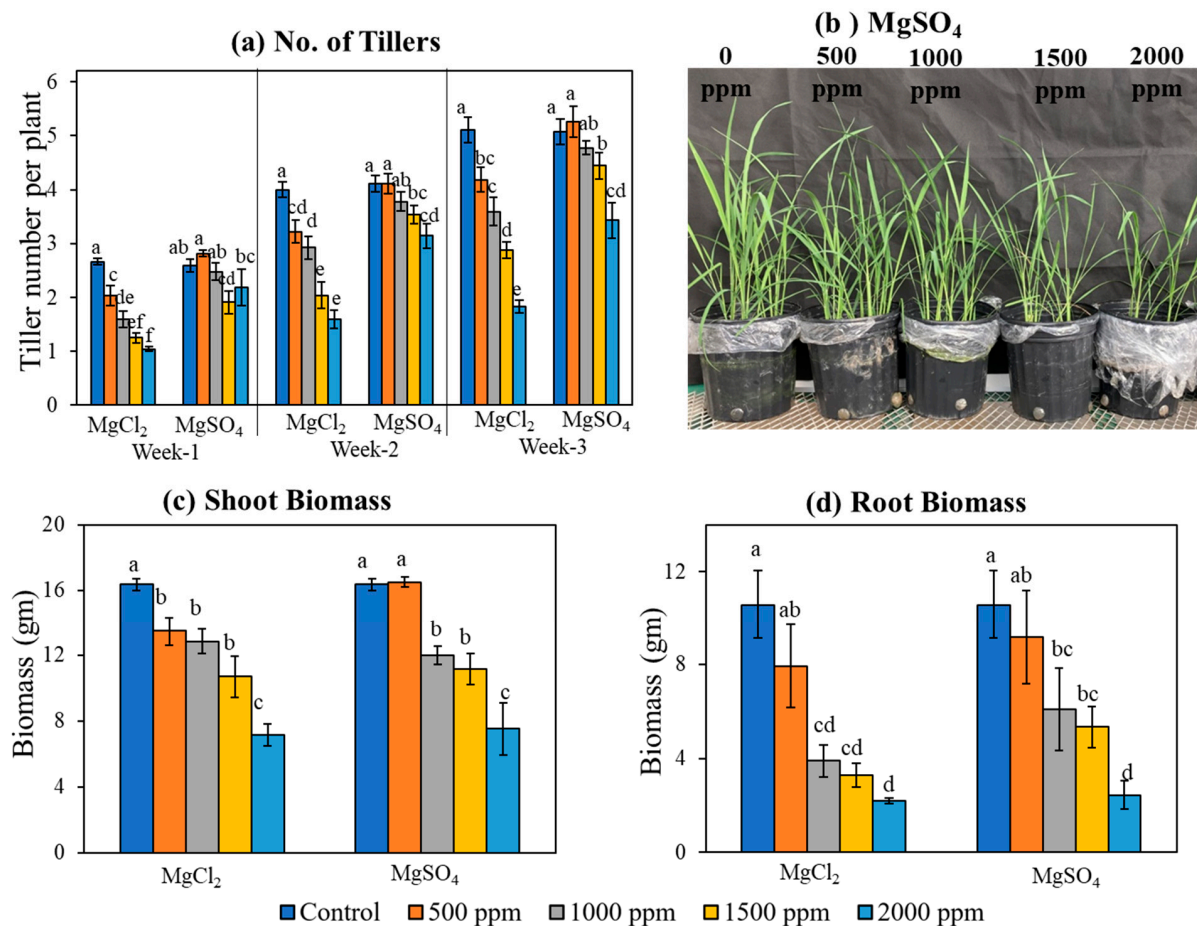 (a) No. of Tillers
Tiller number per plant
6
5
4
3
2
1
0
a
c
de
ef
f
ab
a
ab
cd
bc
a
cd
d
e
e
a
a
ab
bc
cd
a
bc
c
d
e
a
a
ab
b
cd
MgCl₂
MgSO₄
MgCl₂
MgSO₄
MgCl₂
MgSO₄
Week-1
Week-2
Week-3
(b ) MgSO₄
0 500 1000 1500 2000
ppm ppm ppm ppm ppm
(c) Shoot Biomass
Biomass (gm)
20
16
12
8
4
0
a
b
b
b
c
a
a
b
b
c
MgCl₂
MgSO₄
(d) Root Biomass
Biomass (gm)
12
8
4
0
a
ab
cd
cd
d
a
ab
bc
bc
d
MgCl₂
MgSO₄
Control 500 ppm 1000 ppm 1500 ppm 2000 ppm